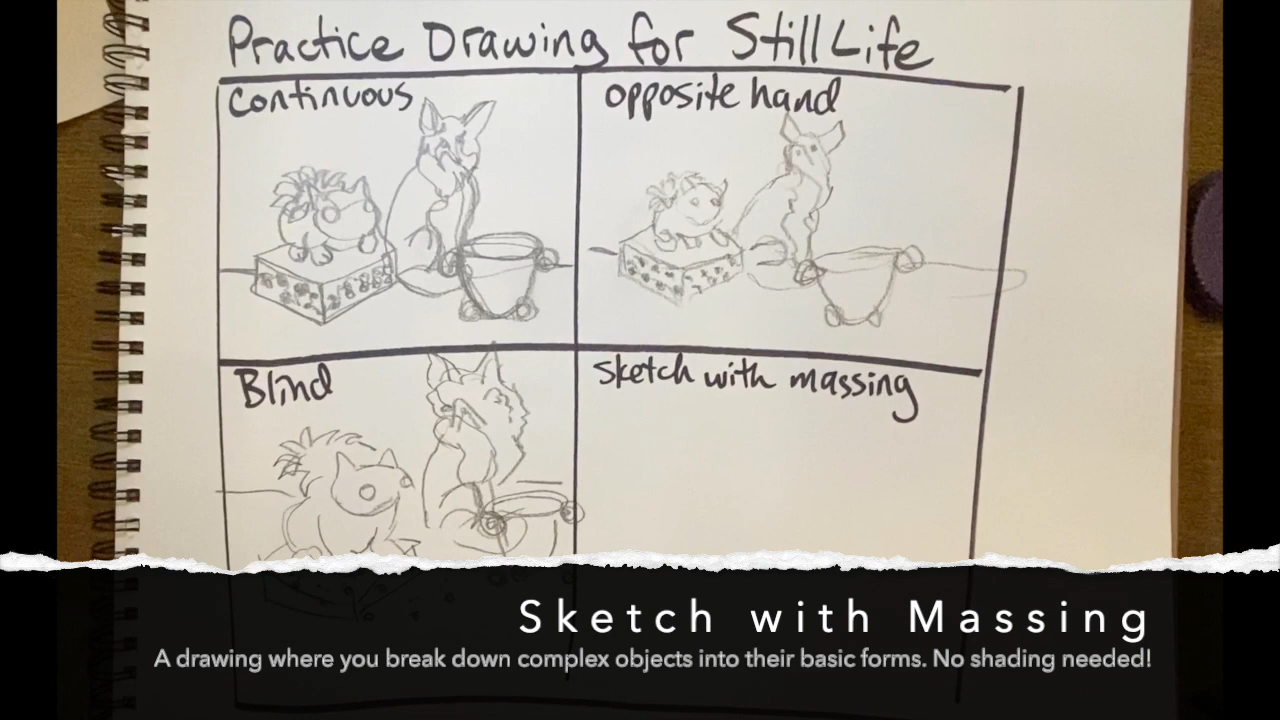 Practice Drawing for Still Life
continuous
opposite hand
Blind
sketch with massing
Sketch with Massing
A drawing where you break down complex objects into their basic forms. No shading needed!